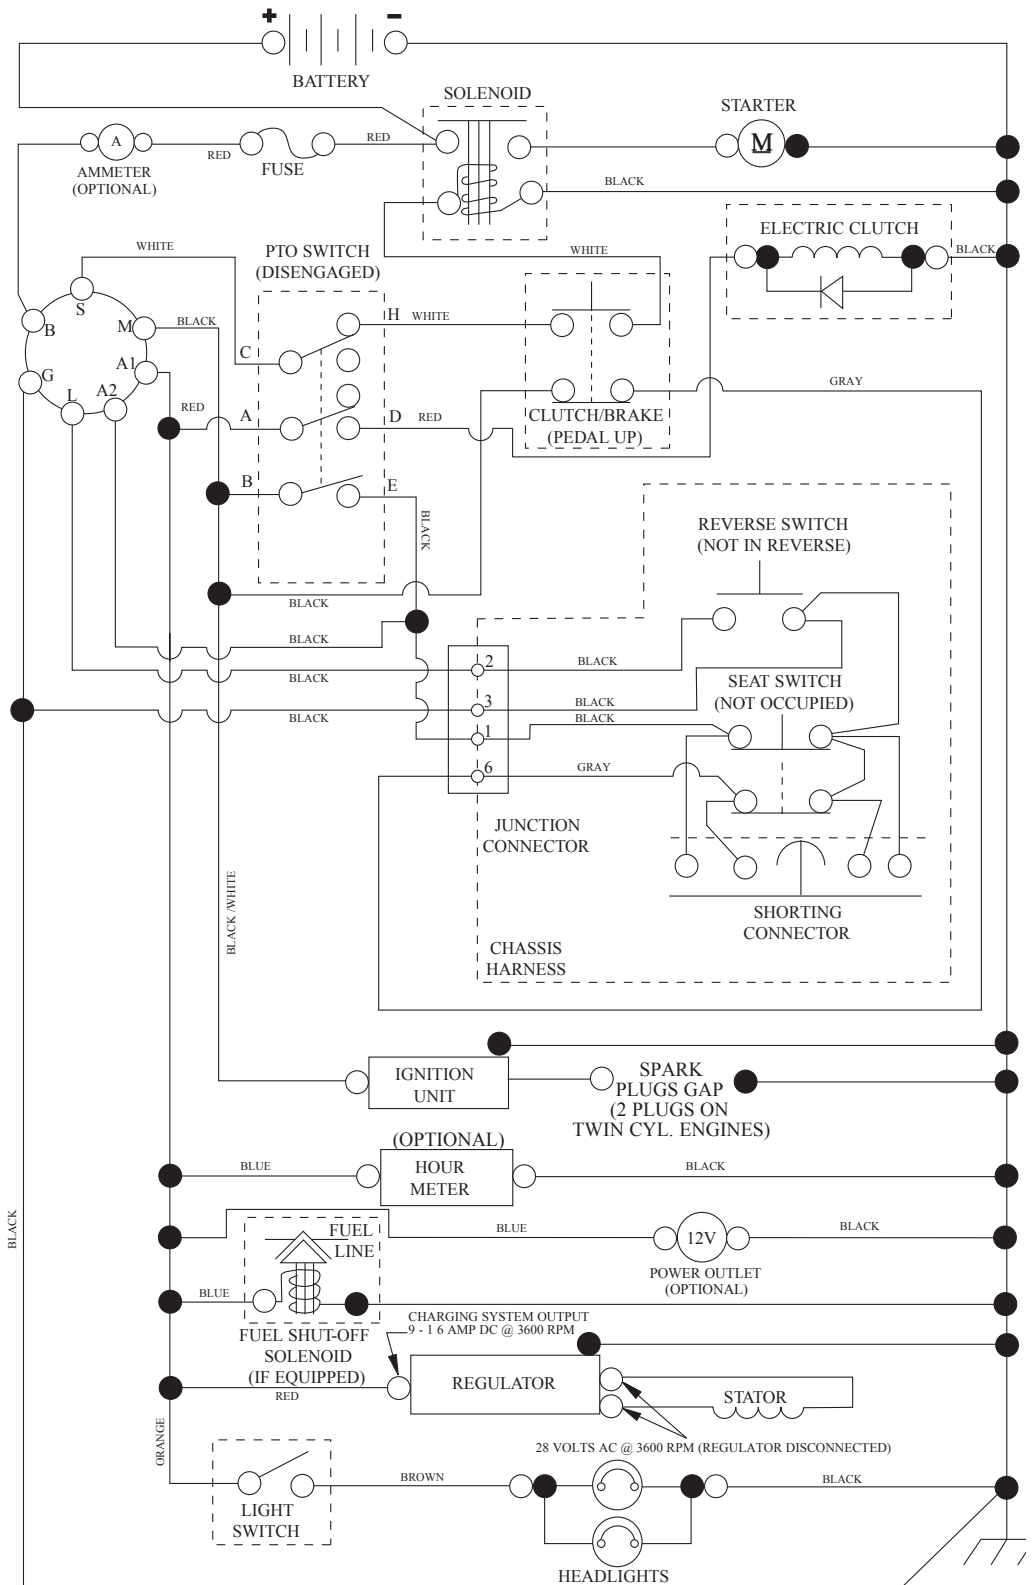 + −
BATTERY
SOLENOID
STARTER
A
RED
FUSE
RED
M
AMMETER
(OPTIONAL)
BLACK
WHITE
PTO SWITCH
(DISENGAGED)
WHITE
ELECTRIC CLUTCH
BLACK
S
B
M
BLACK
H
WHITE
C
G
A1
L
A2
RED
A
D
RED
CLUTCH/BRAKE
(PEDAL UP)
GRAY
B
E
BLACK
REVERSE SWITCH
(NOT IN REVERSE)
BLACK
BLACK
2
BLACK
BLACK
SEAT SWITCH
(NOT OCCUPIED)
3
BLACK
BLACK
BLACK
1
6
GRAY
JUNCTION
CONNECTOR
BLACK /WHITE
SHORTING
CONNECTOR
CHASSIS
HARNESS
IGNITION
UNIT
SPARK
PLUGS GAP
(2 PLUGS ON
TWIN CYL. ENGINES)
(OPTIONAL)
BLUE
HOUR
METER
BLACK
BLACK
FUEL
LINE
BLUE
12V
BLACK
POWER OUTLET
(OPTIONAL)
BLUE
CHARGING SYSTEM OUTPUT
9 - 1 6 AMP DC @ 3600 RPM
FUEL SHUT-OFF
SOLENOID
(IF EQUIPPED)
RED
REGULATOR
STATOR
28 VOLTS AC @ 3600 RPM (REGULATOR DISCONNECTED)
ORANGE
BROWN
BLACK
LIGHT
SWITCH
HEADLIGHTS